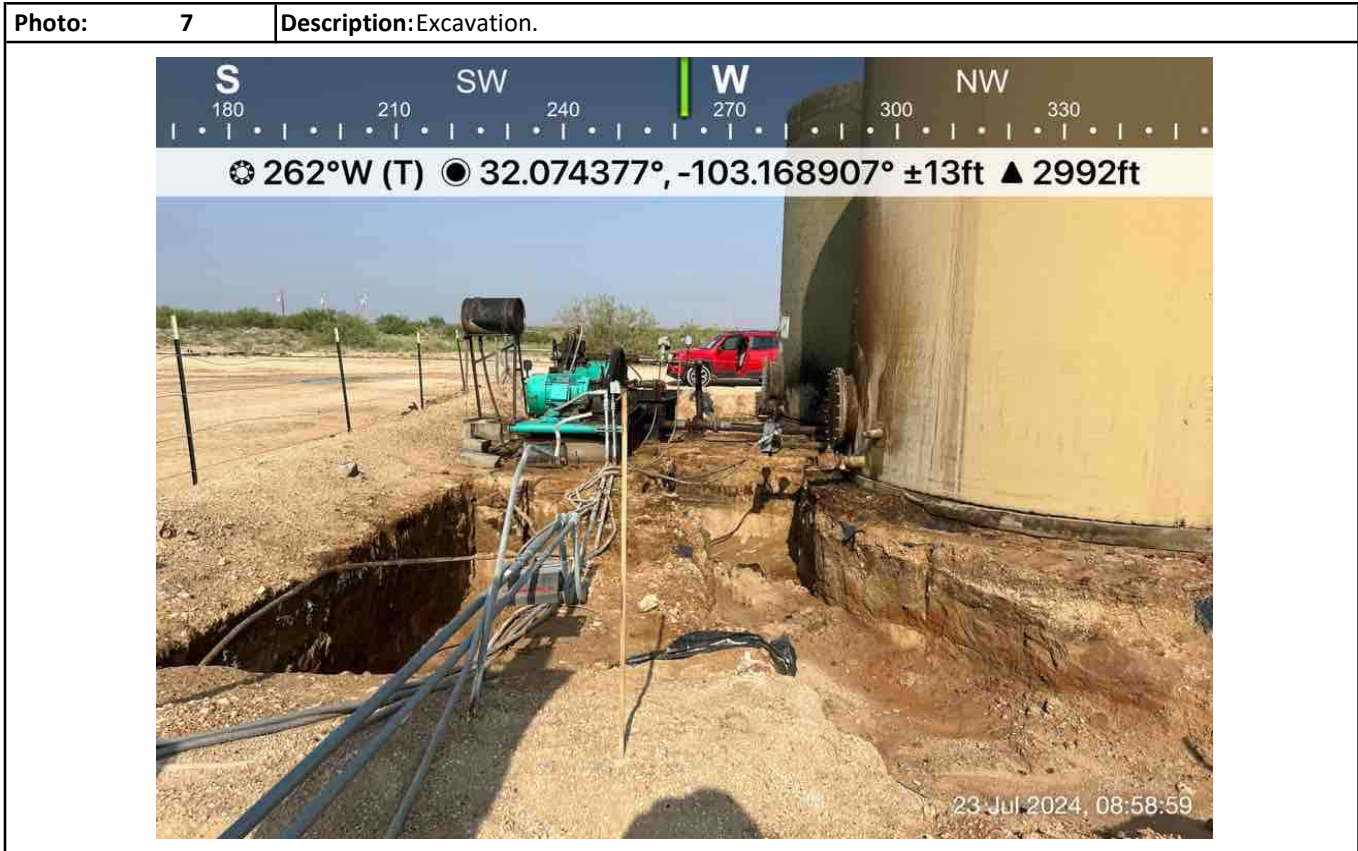 Photo: 7 Description: Excavation.
S SW W NW
180 210 240 270 300 330
262°W (T) 32.074377°, -103.168907° ±13ft ▲ 2992ft
23 Jul 2024, 08:58:59